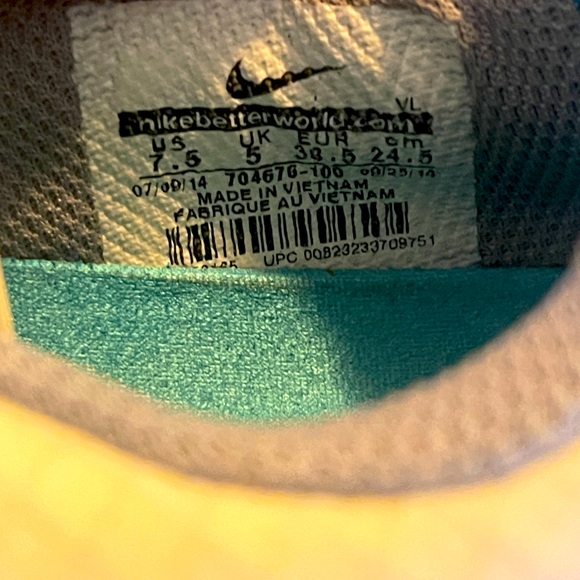 VL
nikebetterworld.com
US UK EUR cm
7.5 5 38.5 24.5
07/09/14 704676-100 09/25/14
MADE IN VIETNAM
FABRIQUE AU VIETNAM
UPC 00823233709751